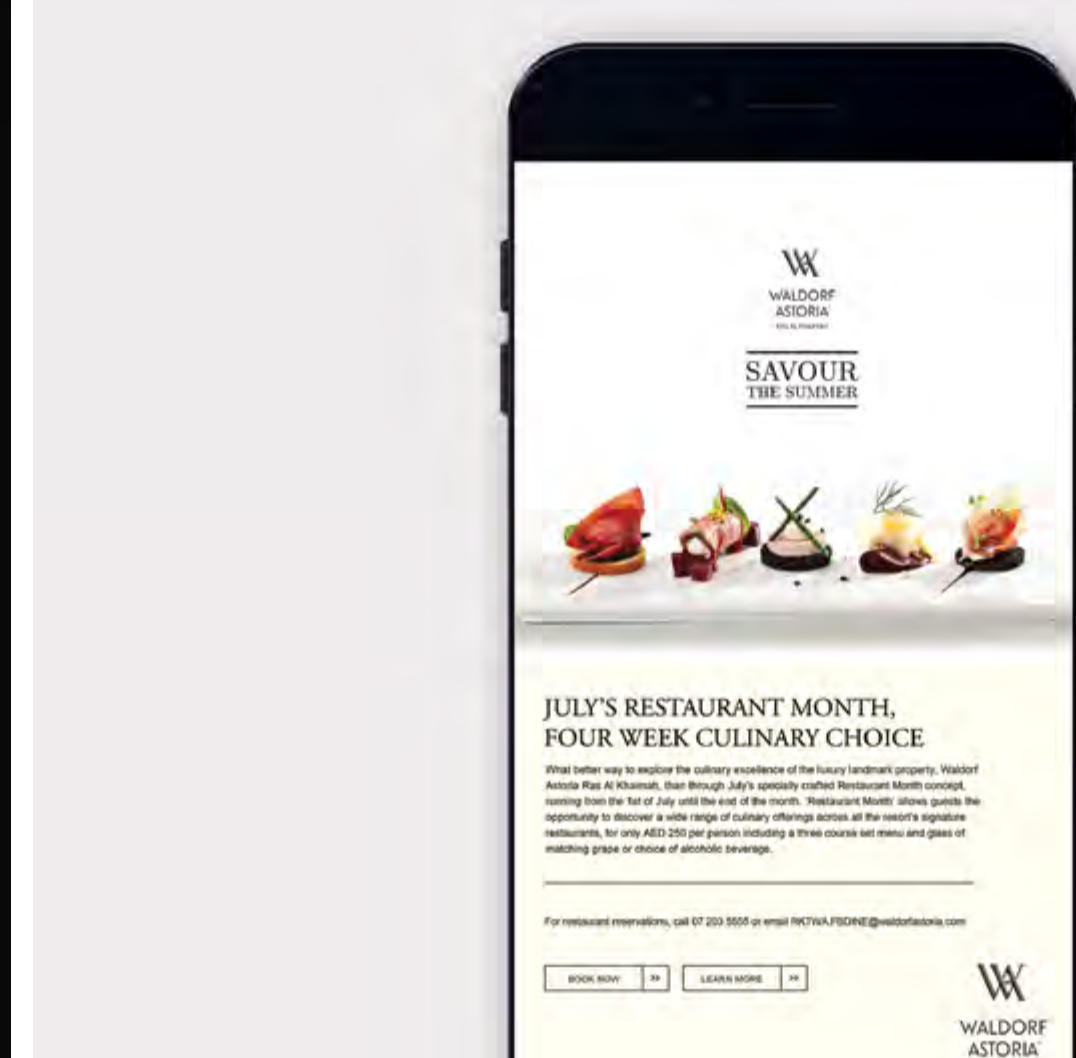 WALDORF
ASTORIA
SAVOUR
THE SUMMER
JULY'S RESTAURANT MONTH,
FOUR WEEK CULINARY CHOICE
What better way to explore the culinary excellence of the luxury landmark property, Waldorf
Astoria Ras Al Khaimah, than through July's specially crafted Restaurant Month concept,
running from the 1st of July until the end of the month. 'Restaurant Month' allows guests the
opportunity to discover a wide range of culinary offerings across all the resort's signature
restaurants, for only AED 250 per person including a three course set menu and glass of
matching grape or choice of alcoholic beverage.
For restaurant reservations, call 07 203 5555 or email
BOOK NOW >>
LEARN MORE >>
WALDORF
ASTORIA